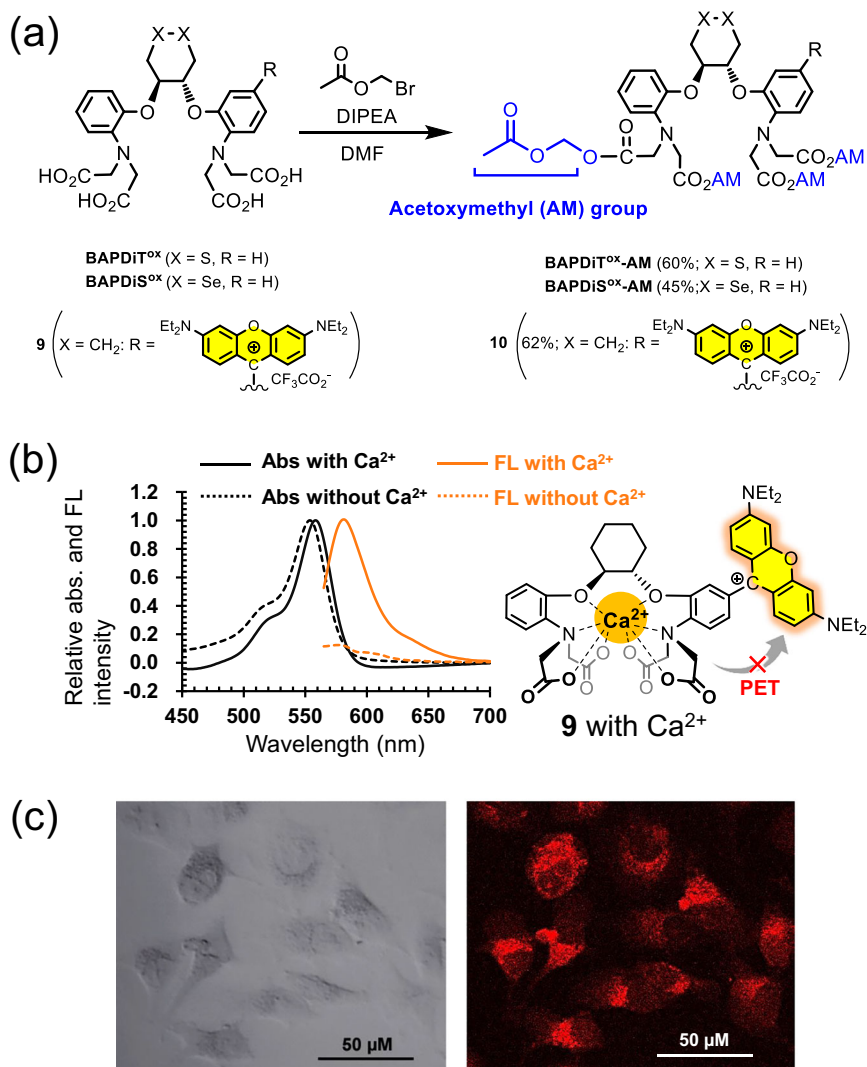 (a)
X-X
X-X
R
R
O
O
O
O
O
O
Br
DIPEA
DMF
N
N
N
N
O
O
O
O
HO₂C
CO₂H
HO₂C
CO₂H
CO₂AM
CO₂AM
CO₂AM
Acetoxymethyl (AM) group
BAPDiTᵒˣ (X = S, R = H)
BAPDiSᵒˣ (X = Se, R = H)
BAPDiTᵒˣ-AM (60%; X = S, R = H)
BAPDiSᵒˣ-AM (45%;X = Se, R = H)
9 (X = CH₂: R =
Et₂N O NEt₂
⊕
C
CF₃CO₂⁻
)
10 (62%; X = CH₂: R =
Et₂N O NEt₂
⊕
C
CF₃CO₂⁻
)
(b)
Abs with Ca²⁺
FL with Ca²⁺
Abs without Ca²⁺
FL without Ca²⁺
Relative abs. and FL
intensity
1.2
1.0
0.8
0.6
0.4
0.2
0.0
-0.2
450 500 550 600 650 700
Wavelength (nm)
NEt₂
O
⊕
C
NEt₂
O
O
Ca²⁺
N
N
O
O
O
O
O
O
O
O
PET
9 with Ca²⁺
(c)
50 μM
50 μM